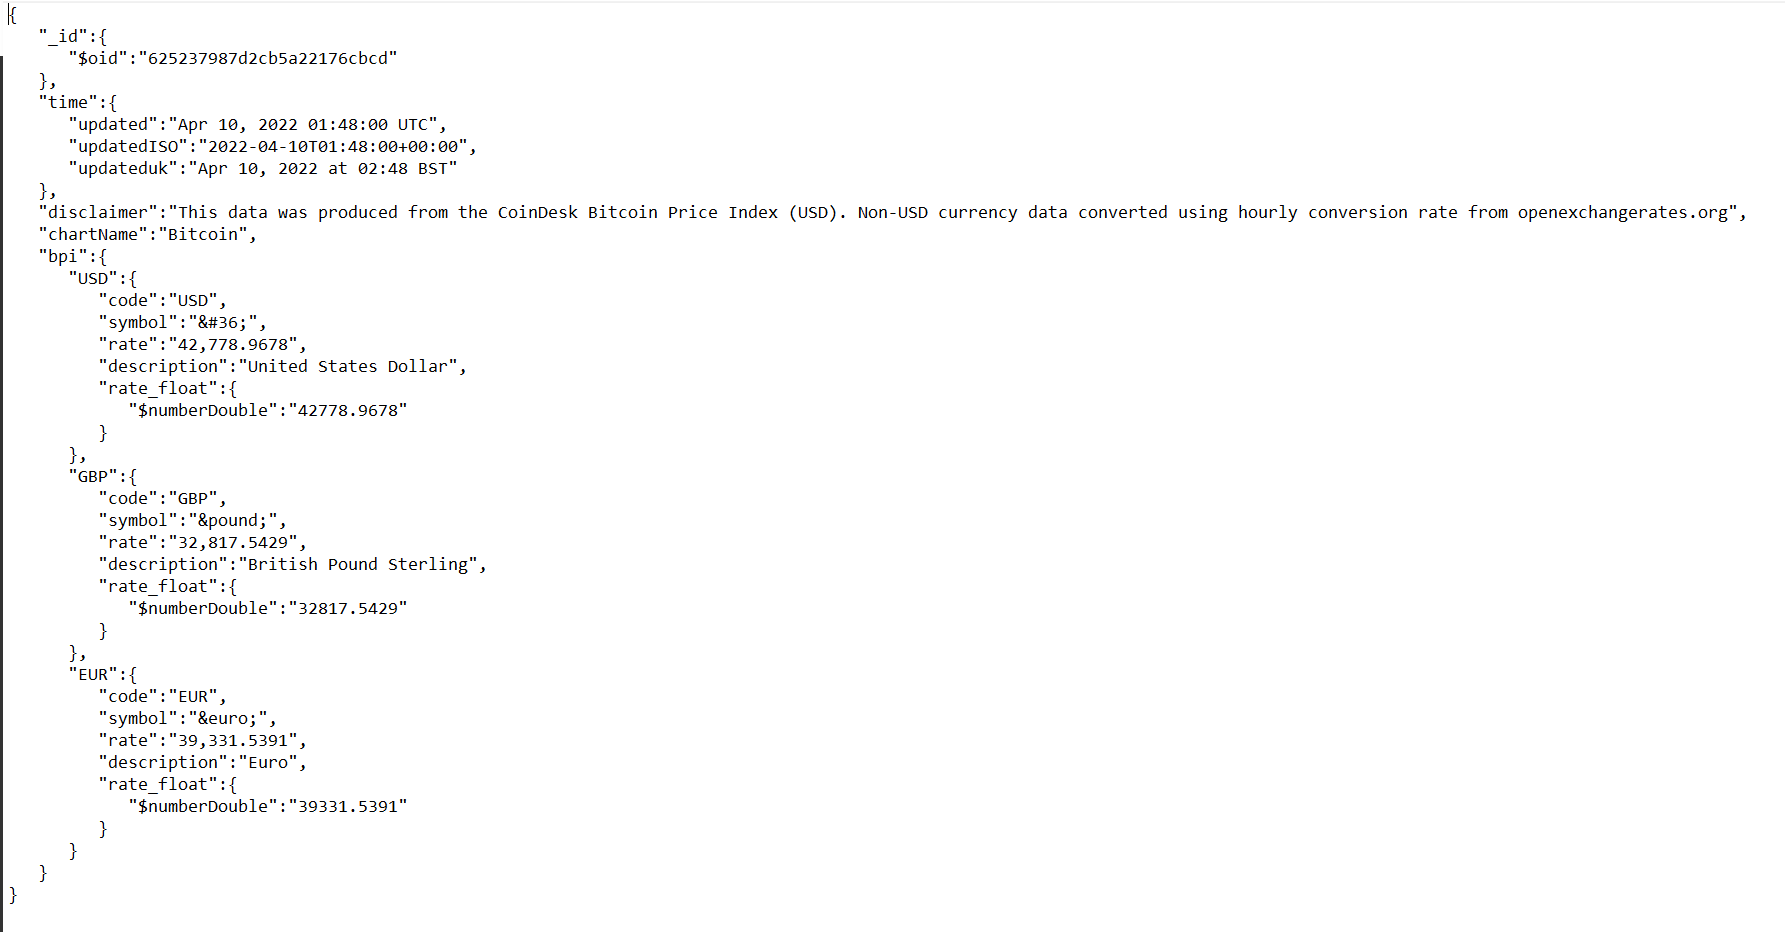 {
   "_id":{
      "$oid":"625237987d2cb5a22176cbcd"
   },
   "time":{
      "updated":"Apr 10, 2022 01:48:00 UTC",
      "updatedISO":"2022-04-10T01:48:00+00:00",
      "updateduk":"Apr 10, 2022 at 02:48 BST"
   },
   "disclaimer":"This data was produced from the CoinDesk Bitcoin Price Index (USD). Non-USD currency data converted using hourly conversion rate from openexchangerates.org",
   "chartName":"Bitcoin",
   "bpi":{
      "USD":{
         "code":"USD",
         "symbol":"&#36;",
         "rate":"42,778.9678",
         "description":"United States Dollar",
         "rate_float":{
            "$numberDouble":"42778.9678"
         }
      },
      "GBP":{
         "code":"GBP",
         "symbol":"&pound;",
         "rate":"32,817.5429",
         "description":"British Pound Sterling",
         "rate_float":{
            "$numberDouble":"32817.5429"
         }
      },
      "EUR":{
         "code":"EUR",
         "symbol":"&euro;",
         "rate":"39,331.5391",
         "description":"Euro",
         "rate_float":{
            "$numberDouble":"39331.5391"
         }
      }
   }
}